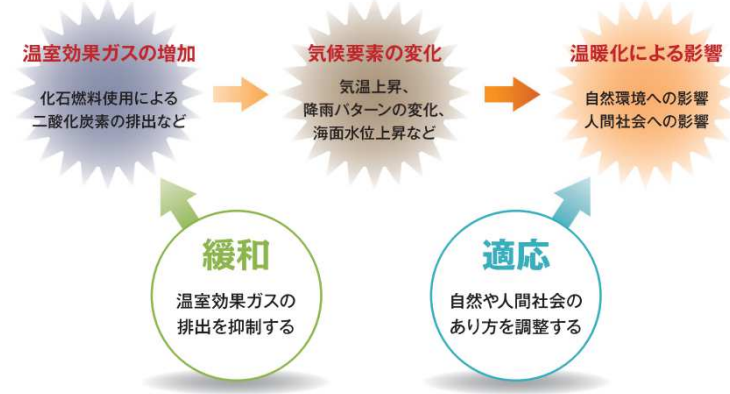 温室効果ガスの増加
化石燃料使用による
二酸化炭素の排出など
気候要素の変化
気温上昇、
降雨パターンの変化、
海面水位上昇など
温暖化による影響
自然環境への影響
人間社会への影響
緩和
温室効果ガスの
排出を抑制する
適応
自然や人間社会の
あり方を調整する